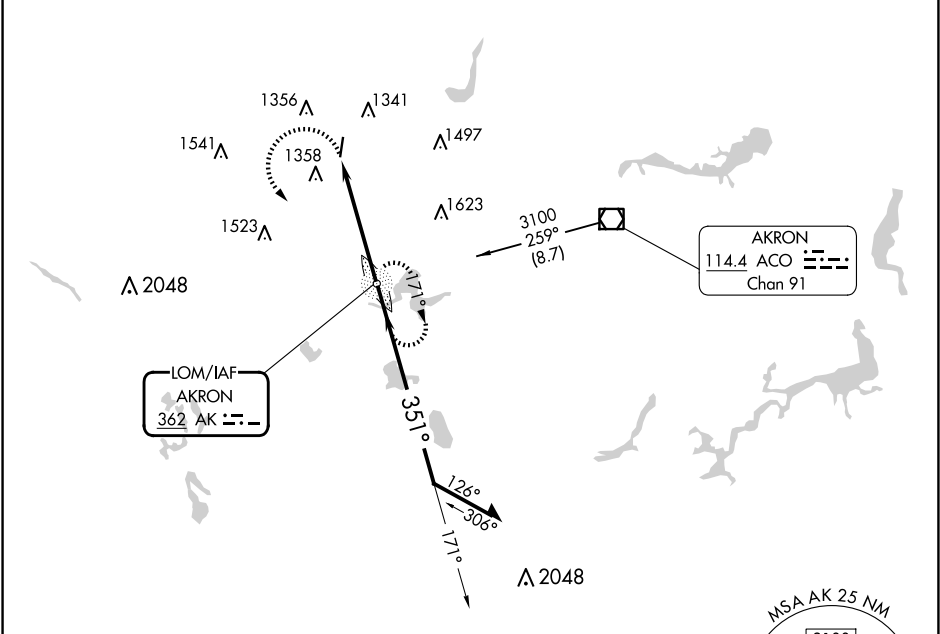 1356
1341
1541
1358
1497
1623
1523
3100
259°
(8.7)
AKRON
114.4 ACO
Chan 91
2048
171°
LOM/IAF
AKRON
362 AK
351°
126°
306°
171°
2048
MSA AK 25 NM